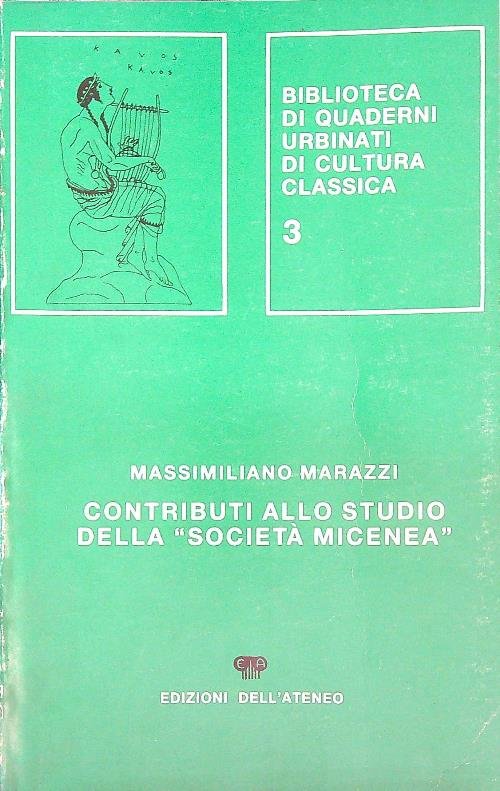 KAVOS
KAVOS
BIBLIOTECA
DI QUADERNI
URBINATI
DI CULTURA
CLASSICA
3
MASSIMILIANO MARAZZI
CONTRIBUTI ALLO STUDIO
DELLA "SOCIETÀ MICENEA"
EA
EDIZIONI DELL'ATENEO